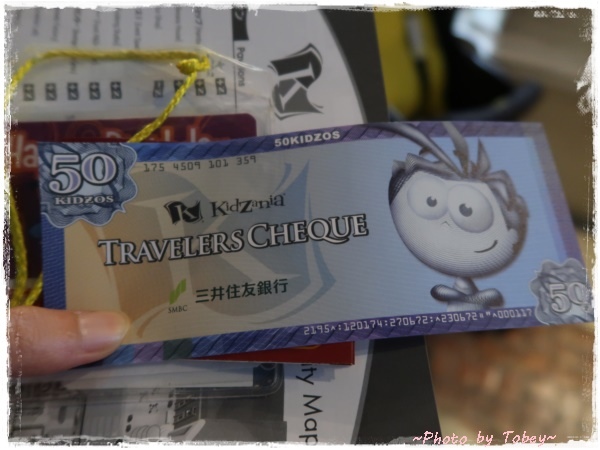 50KIDZOS
50
KIDZOS
175 4509 101 359
KidZania
TRAVELERS CHEQUE
SMBC
三井住友銀行
50
2195^:120174:270672:^230672="^000117
ity Map
~Photo by Tobey~